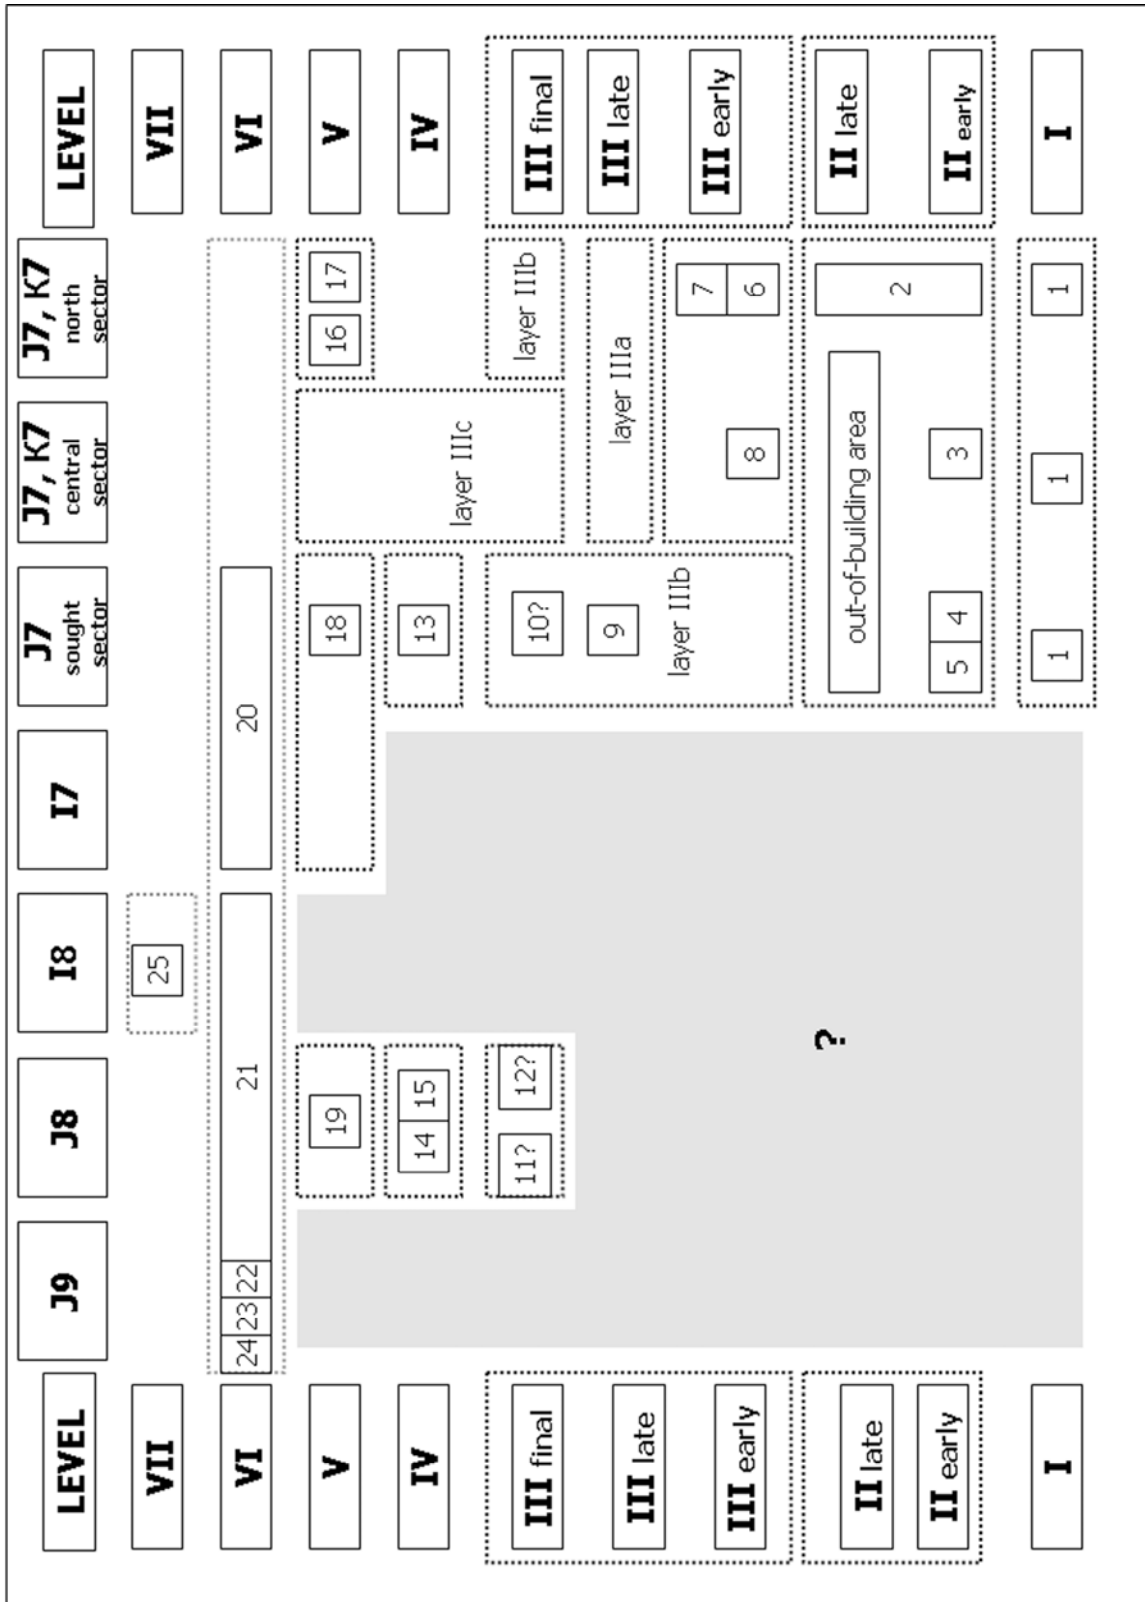 LEVEL
J9
J8
I8
I7
J7
sought
sector
J7, K7
central
sector
J7, K7
north
sector
LEVEL
VII
25
VII
VI
24 23 22 21 20
VI
V
19
18
16
17
V
IV
14 15
13
layer IIIc
IV
III final
11?
12?
10?
layer IIIb
III final
III late
9
layer IIIa
III late
III early
layer IIIb
8
7
6
III early
?
II late
out-of-building area
2
II late
II early
5 4
3
II early
I
1
1
1
I